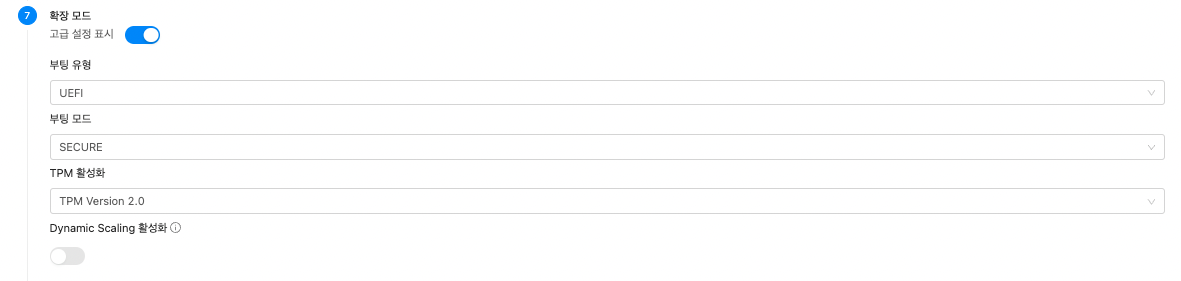 7
확장 모드
고급 설정 표시
부팅 유형
UEFI
부팅 모드
SECURE
TPM 활성화
TPM Version 2.0
Dynamic Scaling 활성화